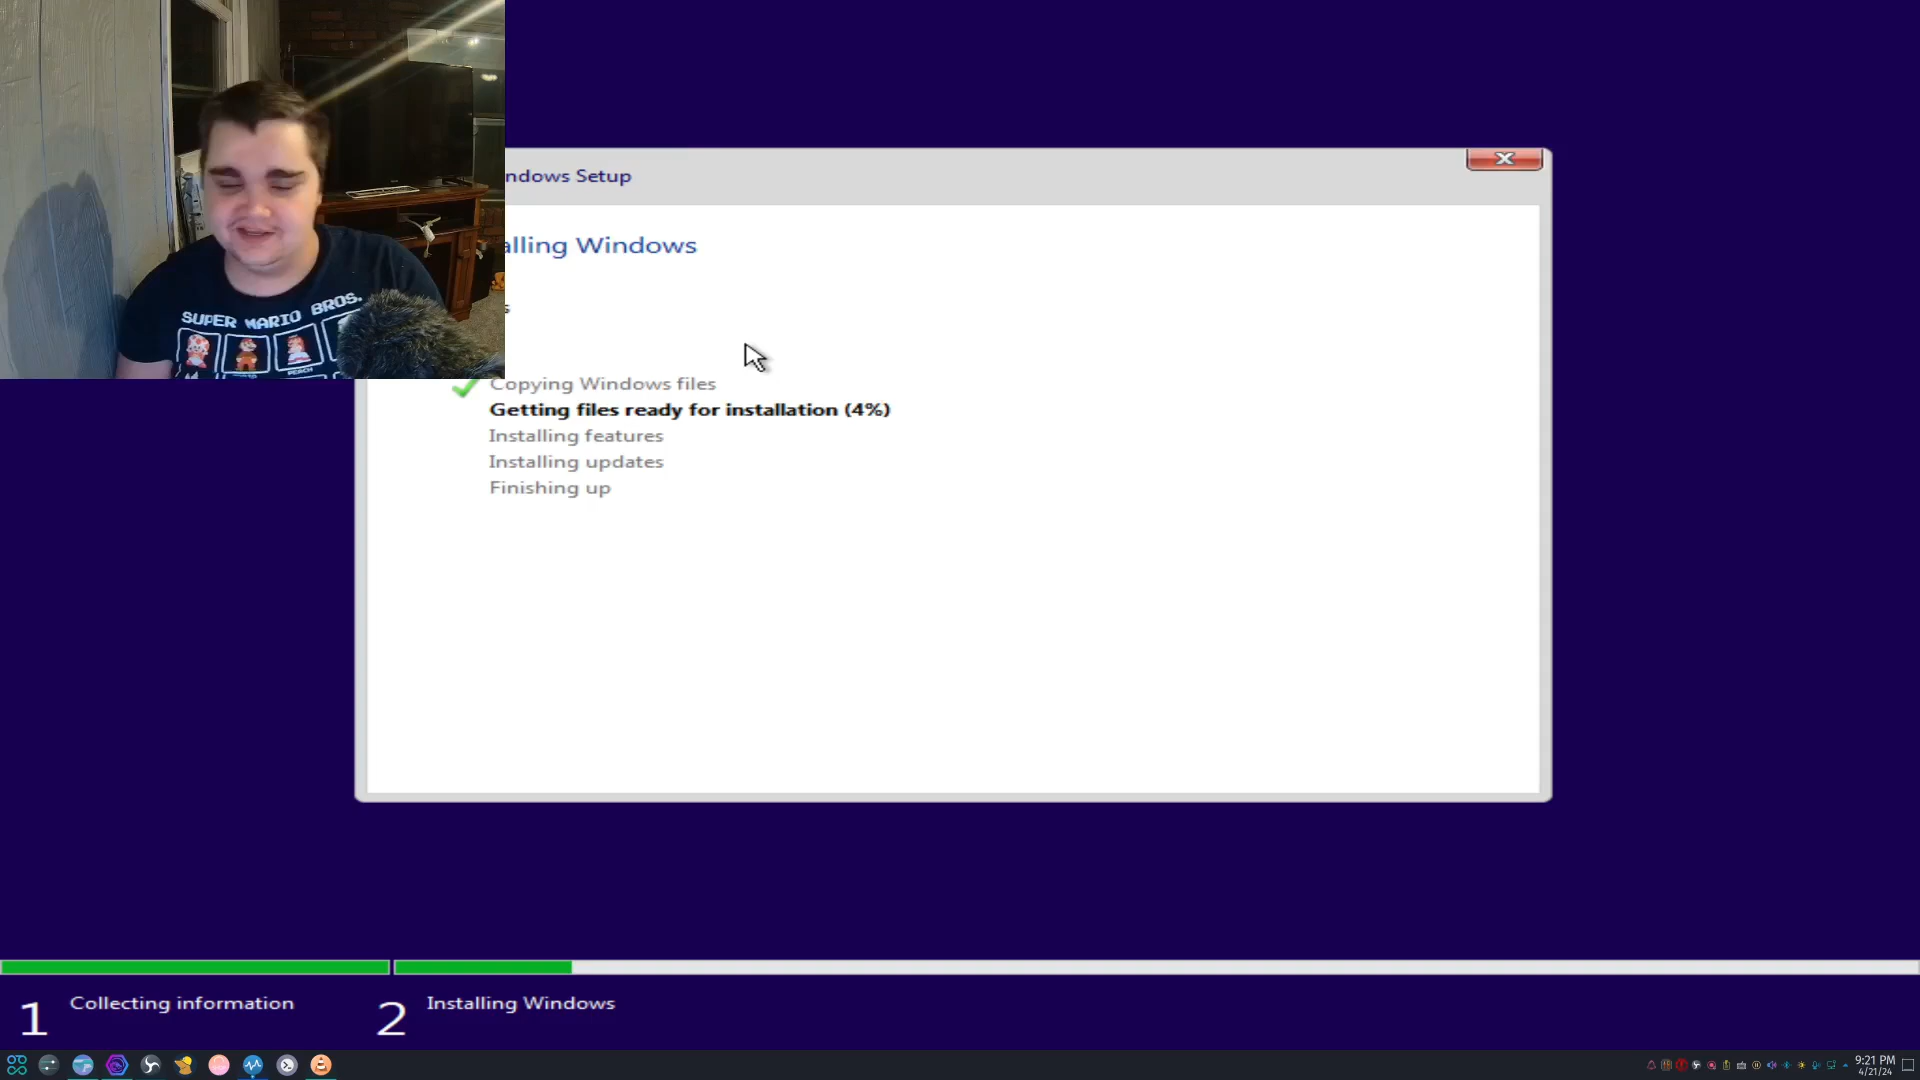 ndows Setup
alling Windows
s
SUPER MARIO BROS.
PEACH
Copying Windows files
Getting files ready for installation (4%)
Installing features
Installing updates
Finishing up
1 Collecting information
2 Installing Windows
9:21 PM
4/21/24